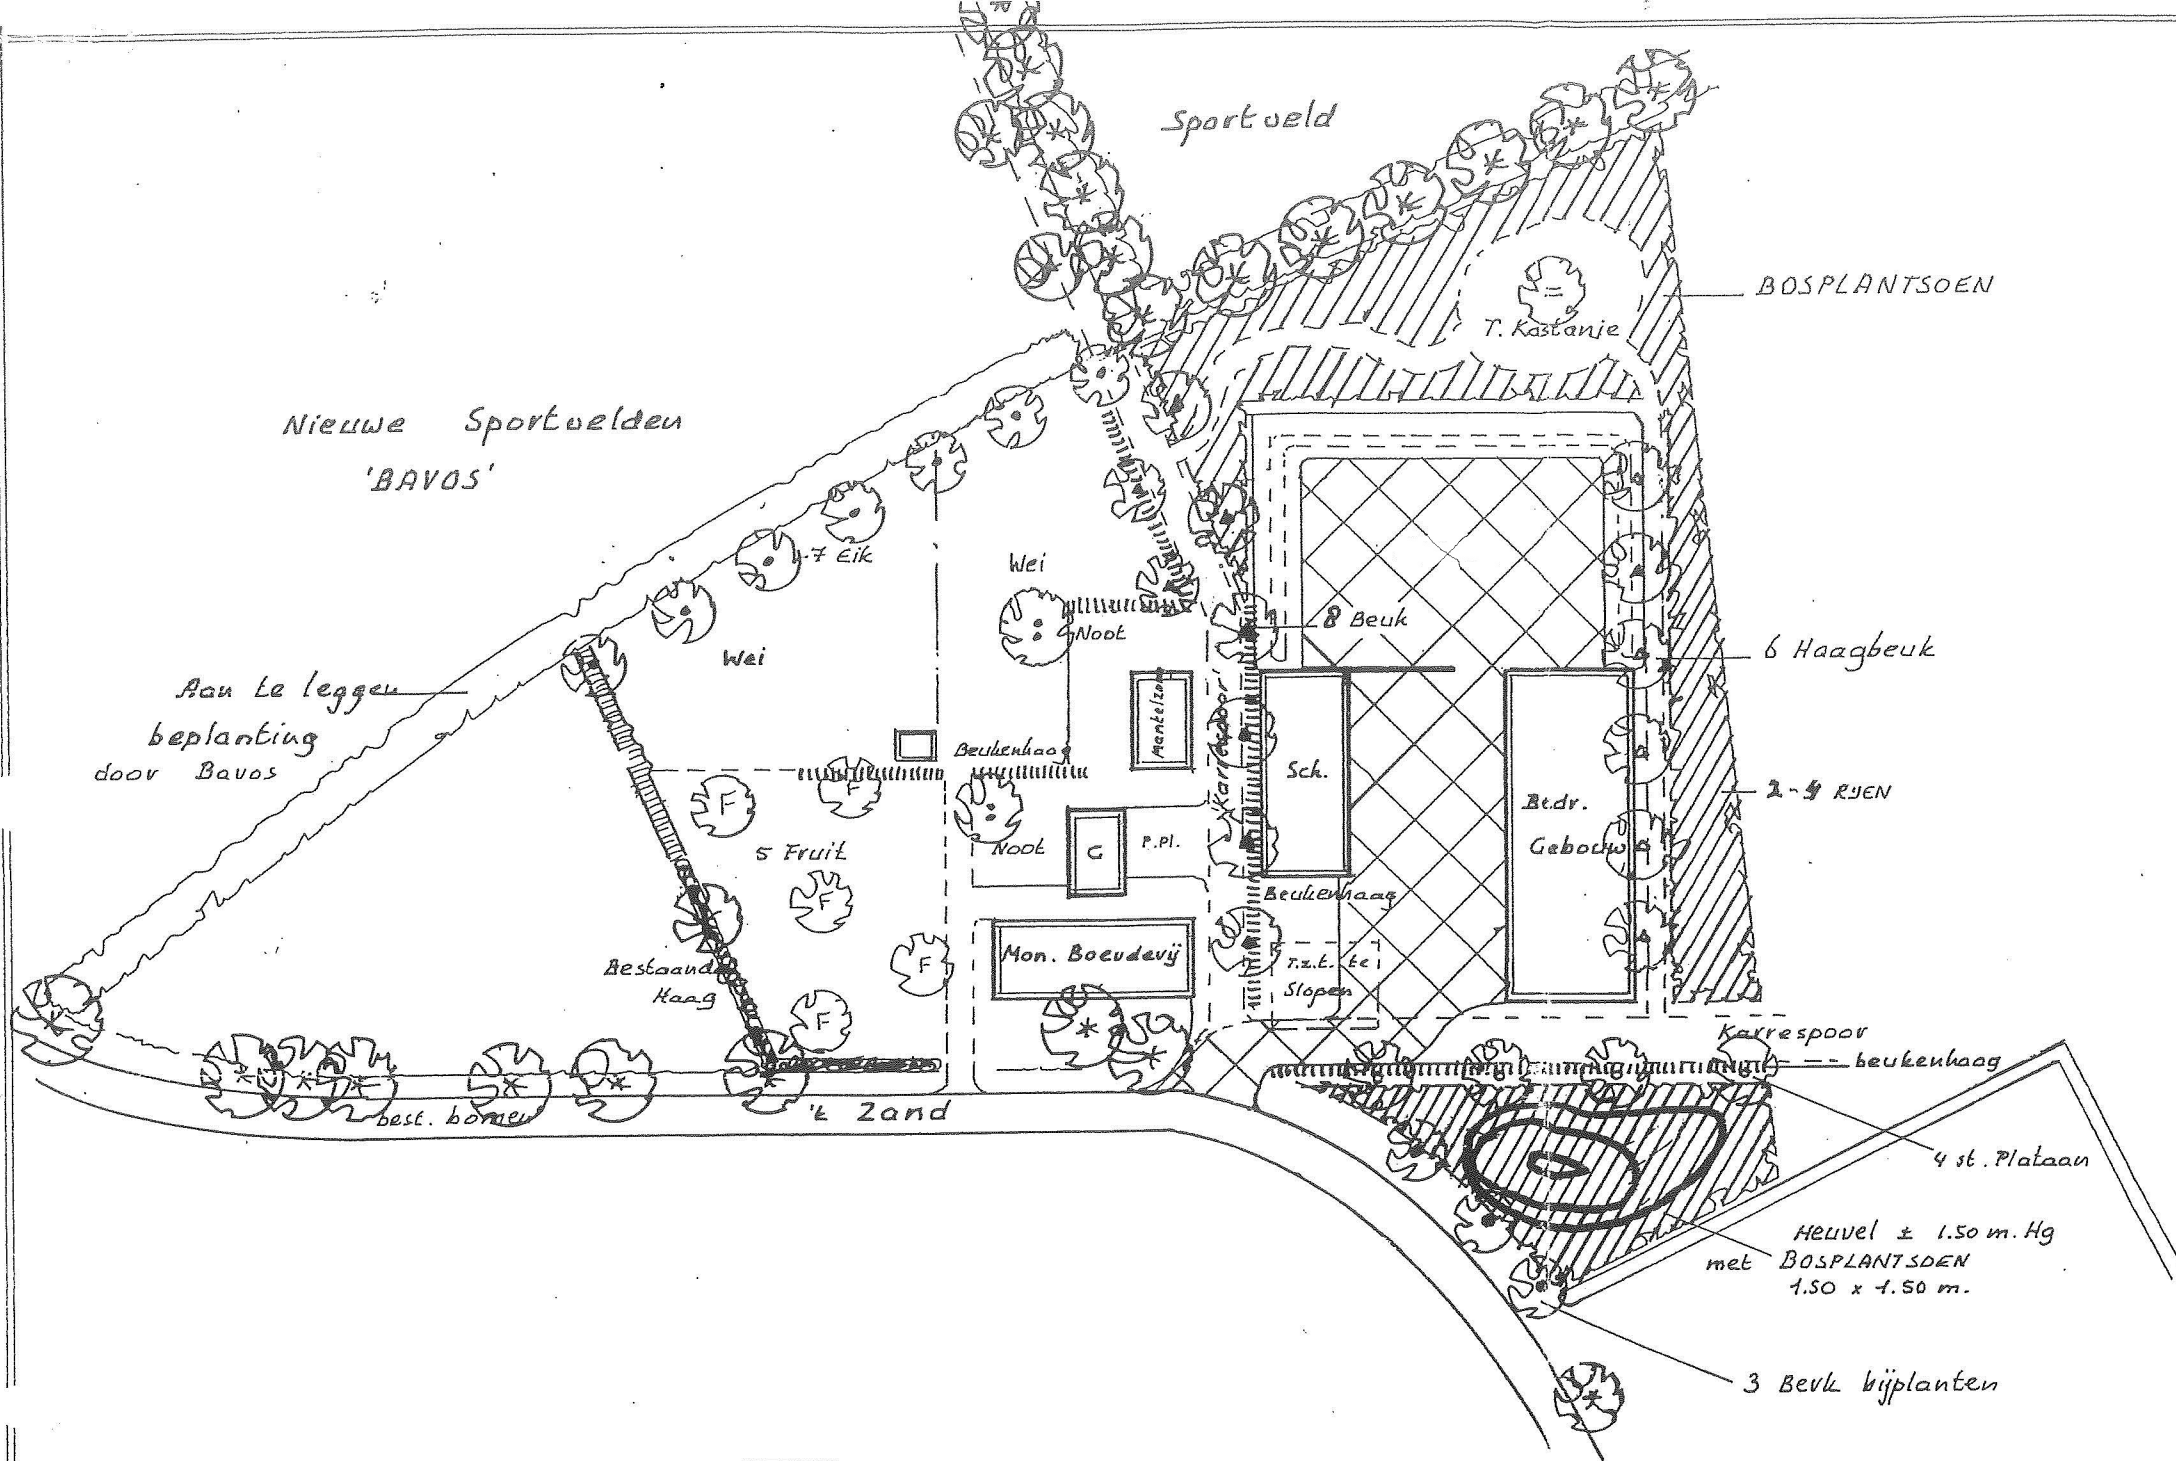 Sportveld
BOSPLANTSOEN
T. Kastanje
Nieuwe Sportvelden
'BAVOS'
7 Eik
Wei
Noot
8 Beuk
6 Haagbeuk
Wei
Aan te leggen
beplanting
door Bavos
Beukenhaag
Mantelzorg
Karrespoor
Sch.
Bedr.
Gebouw
2-4 RIJEN
F
F
5 Fruit
Noot
G
P.Pl.
F
Beukenhaag
F
Mon. Boerderij
T.z.t. te
Slopen
Bestaande
Haag
F
Karrespoor
beukenhaag
best. bomen
't Zand
4 st. Plataan
Heuvel ± 1.50 m. Hg
met BOSPLANTSOEN
1.50 x 1.50 m.
3 Beuk bijplanten